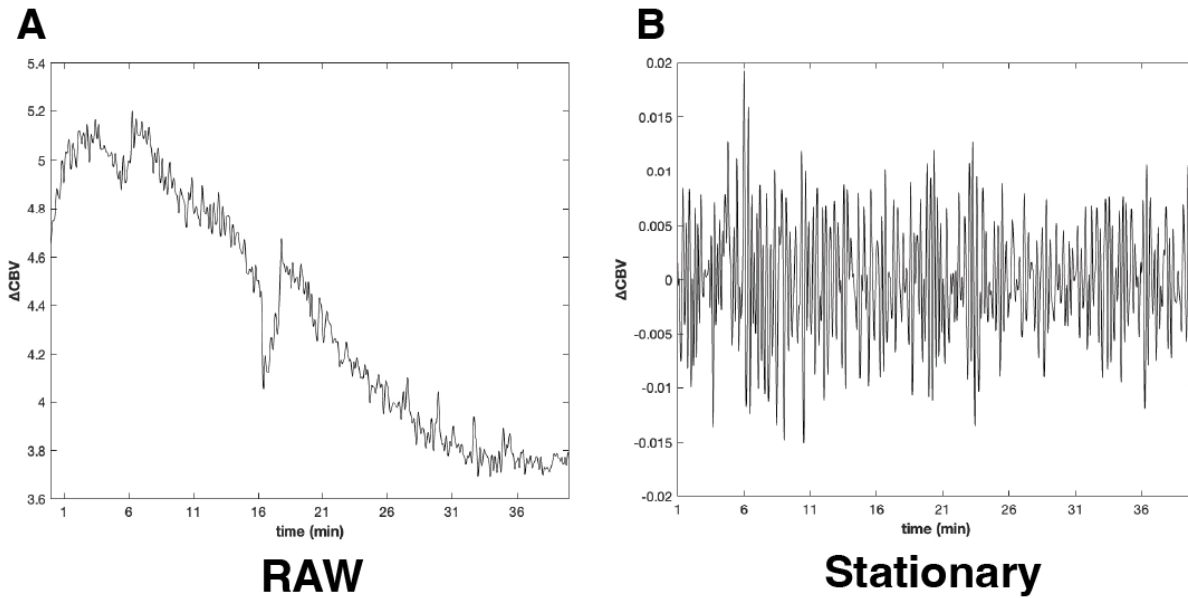 A
5.4
5.2
5
4.8
4.6
4.4
4.2
4
3.8
3.6
ΔCBV
1 6 11 16 21 26 31 36
time (min)
RAW
B
0.02
0.015
0.01
0.005
0
-0.005
-0.01
-0.015
-0.02
ΔCBV
1 6 11 16 21 26 31 36
time (min)
Stationary